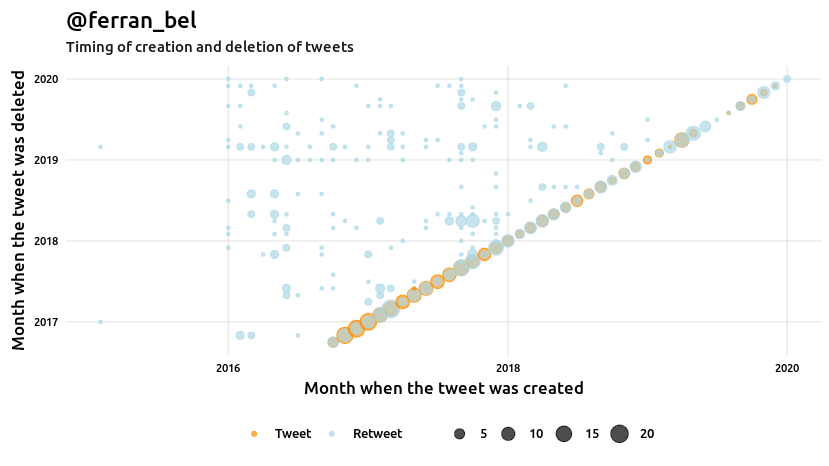 @ferran_bel
Timing of creation and deletion of tweets
Month when the tweet was deleted
2020
2019
2018
2017
2016
2018
2020
Month when the tweet was created
Tweet
Retweet
5
10
15
20